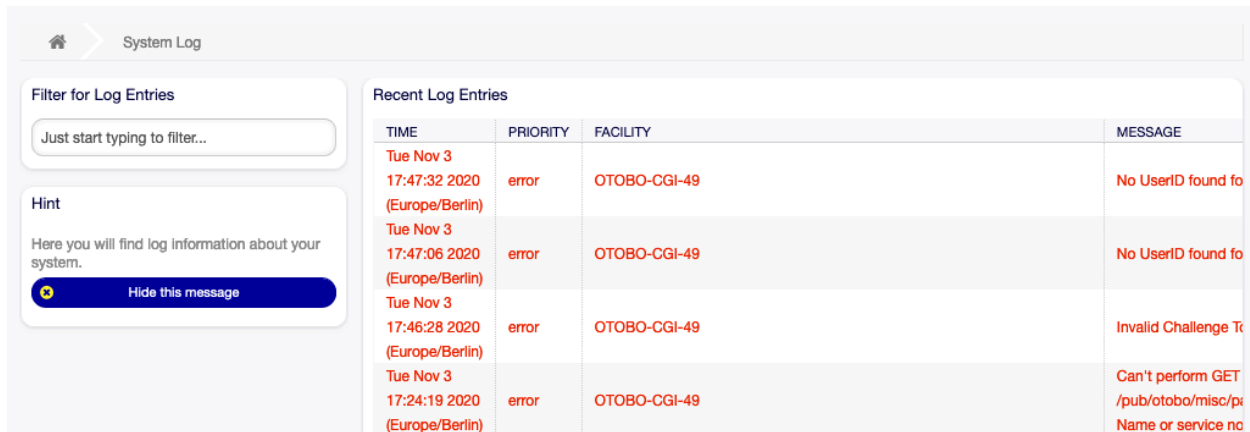 System Log
Filter for Log Entries
Just start typing to filter...
Hint
Here you will find log information about your
system.
Hide this message
Recent Log Entries
TIME PRIORITY FACILITY MESSAGE
Tue Nov 3
17:47:32 2020 error OTOBO-CGI-49 No UserID found fo
(Europe/Berlin)
Tue Nov 3
17:47:06 2020 error OTOBO-CGI-49 No UserID found fo
(Europe/Berlin)
Tue Nov 3
17:46:28 2020 error OTOBO-CGI-49 Invalid Challenge
(Europe/Berlin)
Tue Nov 3 Can't perform GET
17:24:19 2020 error OTOBO-CGI-49 /pub/otobo/misc/pa
(Europe/Berlin) Name or service no